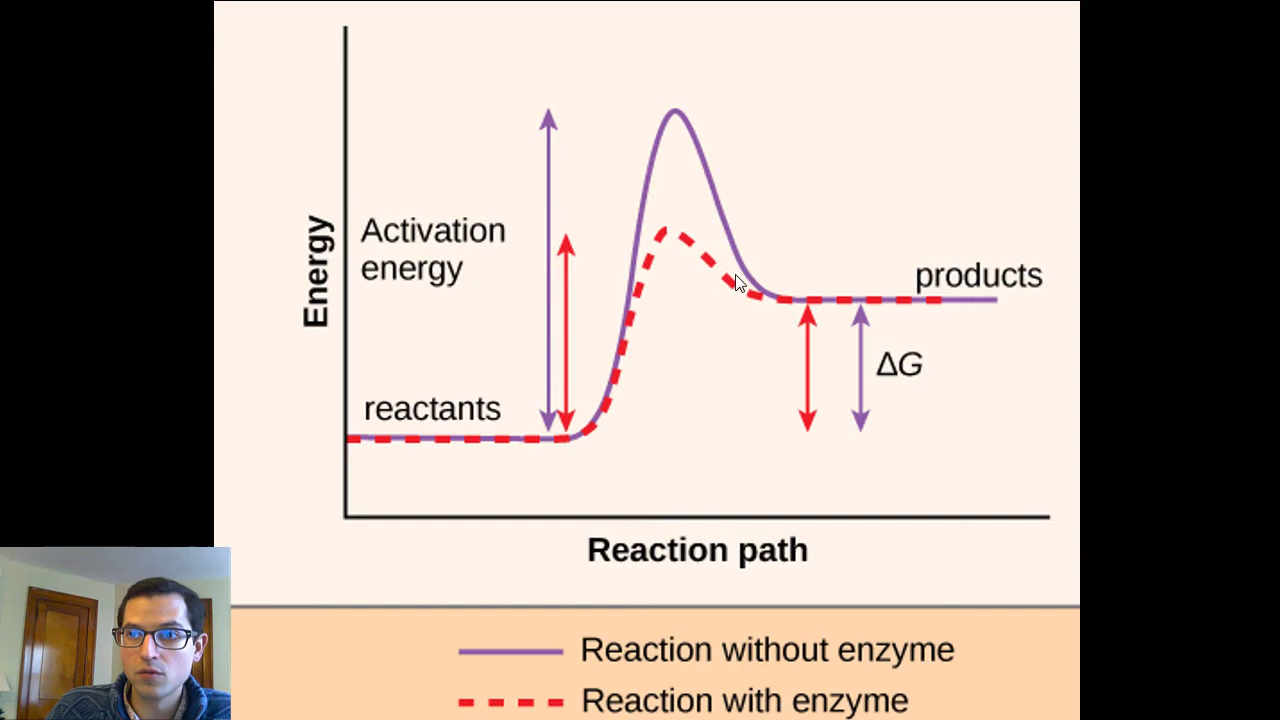 Activation
energy
Energy
products
ΔG
reactants
Reaction path
Reaction without enzyme
Reaction with enzyme